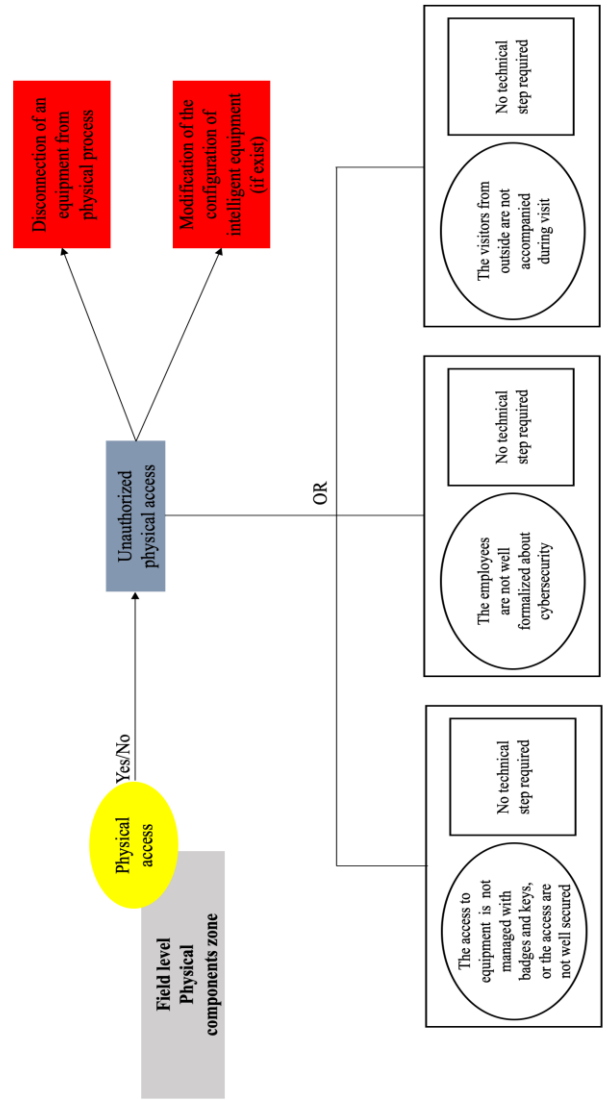 Field level
Physical
components zone
Physical
access
Yes/No
Unauthorized
physical access
Disconnection of an
equipment from
physical process
Modification of the
configuration of
intelligent equipment
(if exist)
OR
The access to
equipment is not
managed with
badges and keys,
or the access are
not well secured
No technical
step required
The employees
are not well
formalized about
cybersecurity
No technical
step required
The visitors from
outside are not
accompanied
during visit
No technical
step required